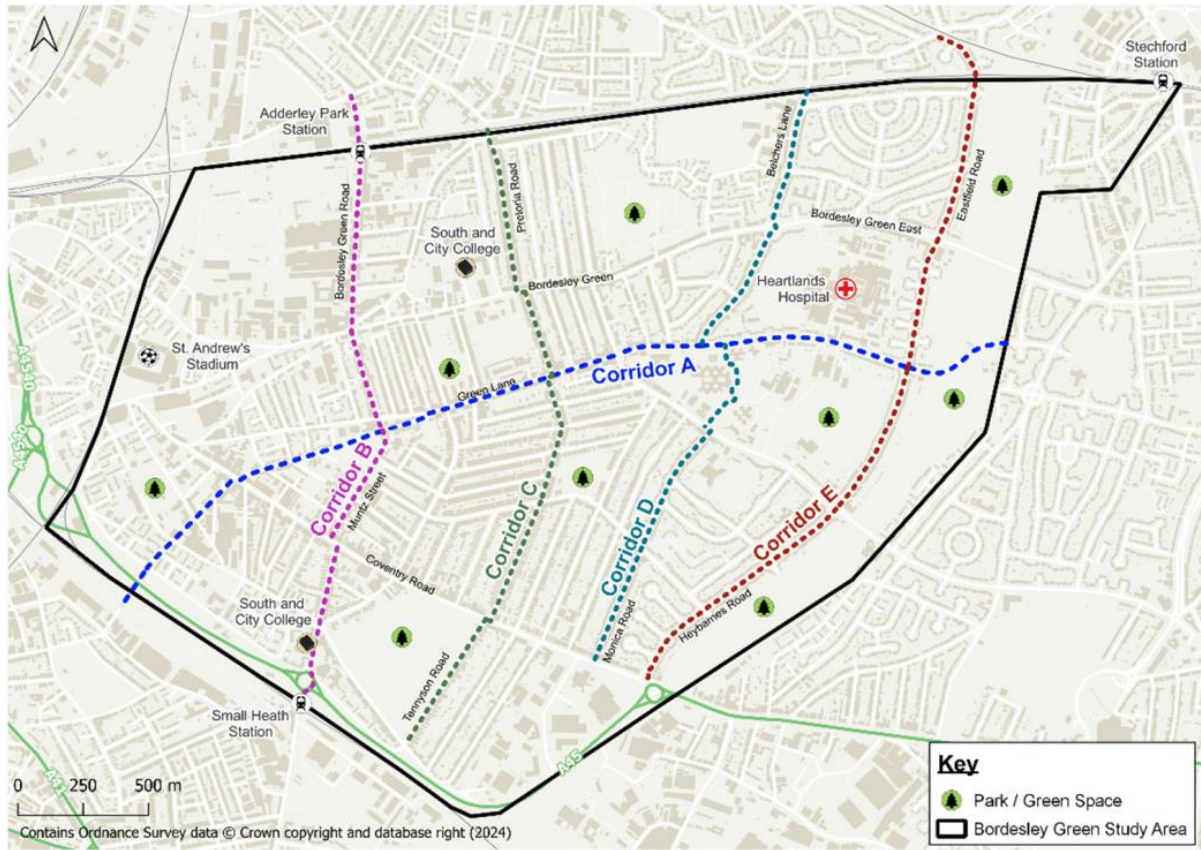 Stechford
Station
Adderley Park
Station
Belchers Lane
Pretoria Road
Eastfield Road
Bordesley Green Road
South and
City College
Bordesley Green East
Bordesley Green
Heartlands
Hospital
St. Andrew's
Stadium
A4540
Green Lane
Corridor A
A4540
Corridor B
Muntz Street
Corridor C
Corridor D
Corridor E
Coventry Road
South and
City College
Monica Road
Heybarnes Road
Tennyson Road
Small Heath
Station
A45
A41
0 250 500 m
Key
Park / Green Space
Bordesley Green Study Area
Contains Ordnance Survey data © Crown copyright and database right (2024)